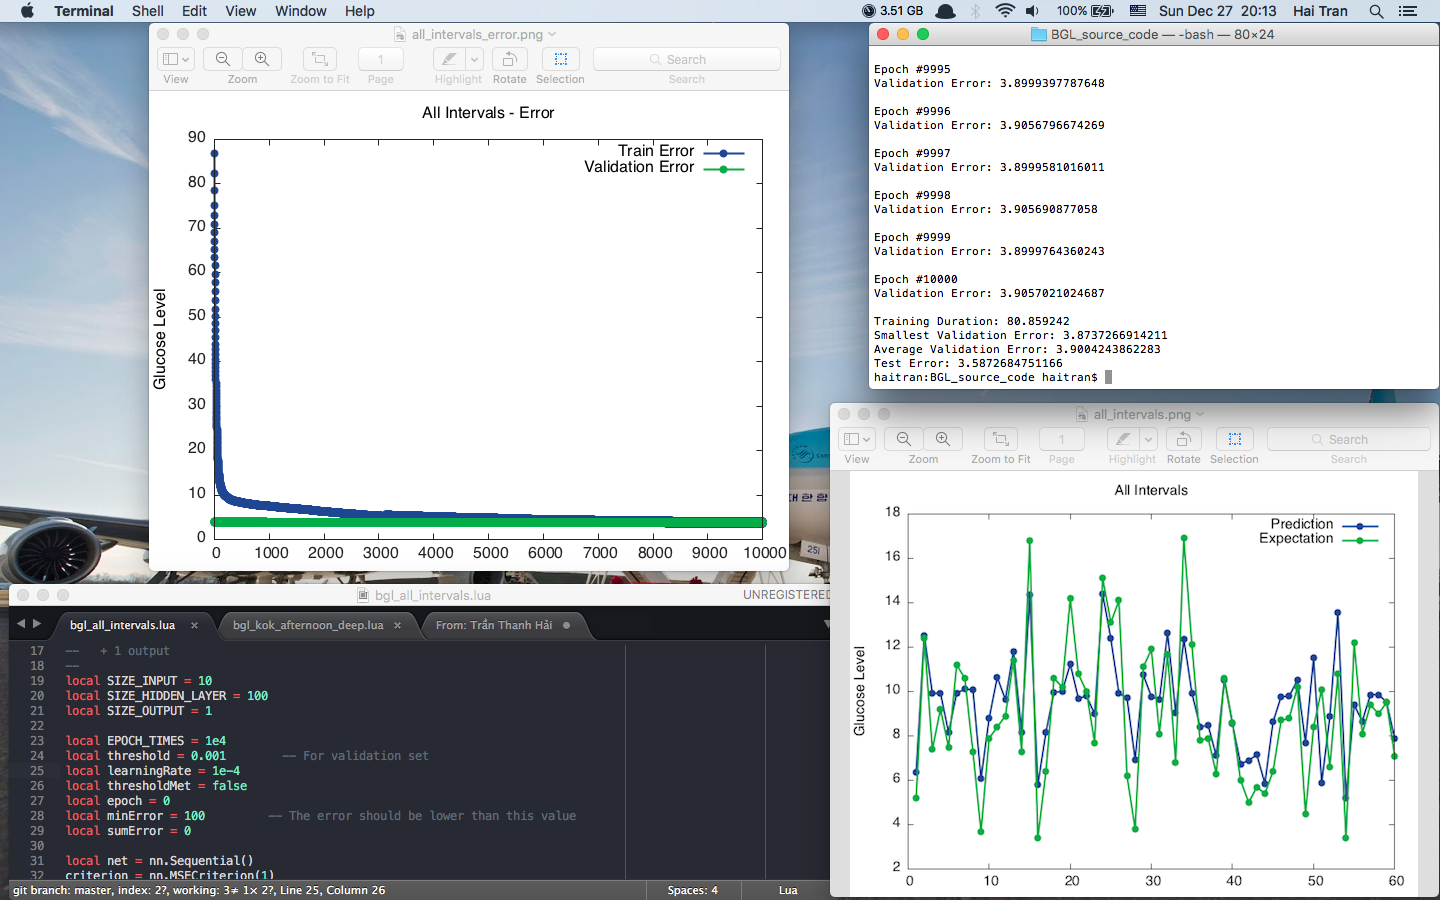 Terminal Shell Edit View Window Help
3.51 GB 100% Sun Dec 27 20:13 Hai Tran
all_intervals_error.png
1
Search
View Zoom Zoom to Fit Page Highlight Rotate Selection Search
All Intervals - Error
Train Error
Validation Error
Glucose Level
90
80
70
60
50
40
30
20
10
0
0 1000 2000 3000 4000 5000 6000 7000 8000 9000 10000
BGL_source_code — -bash — 80×24
Epoch #9995
Validation Error: 3.8999397787648
Epoch #9996
Validation Error: 3.9056796674269
Epoch #9997
Validation Error: 3.8999581016011
Epoch #9998
Validation Error: 3.905690877058
Epoch #9999
Validation Error: 3.8999764360243
Epoch #10000
Validation Error: 3.9057021024687
Training Duration: 80.859242
Smallest Validation Error: 3.8737266914211
Average Validation Error: 3.9004243862283
Test Error: 3.5872684751166
haitran:BGL_source_code haitran$
대한항
251
bgl_all_intervals.lua
UNREGISTERED
bgl_all_intervals.lua × bgl_kok_afternoon_deep.lua × From: Trần Thanh Hải
17 -- + 1 output
18 --
19 local SIZE_INPUT = 10
20 local SIZE_HIDDEN_LAYER = 100
21 local SIZE_OUTPUT = 1
22
23 local EPOCH_TIMES = 1e4
24 local threshold = 0.001 -- For validation set
25 local learningRate = 1e-4
26 local thresholdMet = false
27 local epoch = 0
28 local minError = 100 -- The error should be lower than this value
29 local sumError = 0
30
31 local net = nn.Sequential()
32 criterion = nn.MSECriterion(1)
git branch: master, index: 2?, working: 3≠ 1× 2?, Line 25, Column 26
Spaces: 4
Lua
all_intervals.png
1
Search
View Zoom Zoom to Fit Page Highlight Rotate Selection Search
All Intervals
Prediction
Expectation
Glucose Level
18
16
14
12
10
8
6
4
2
0 10 20 30 40 50 60